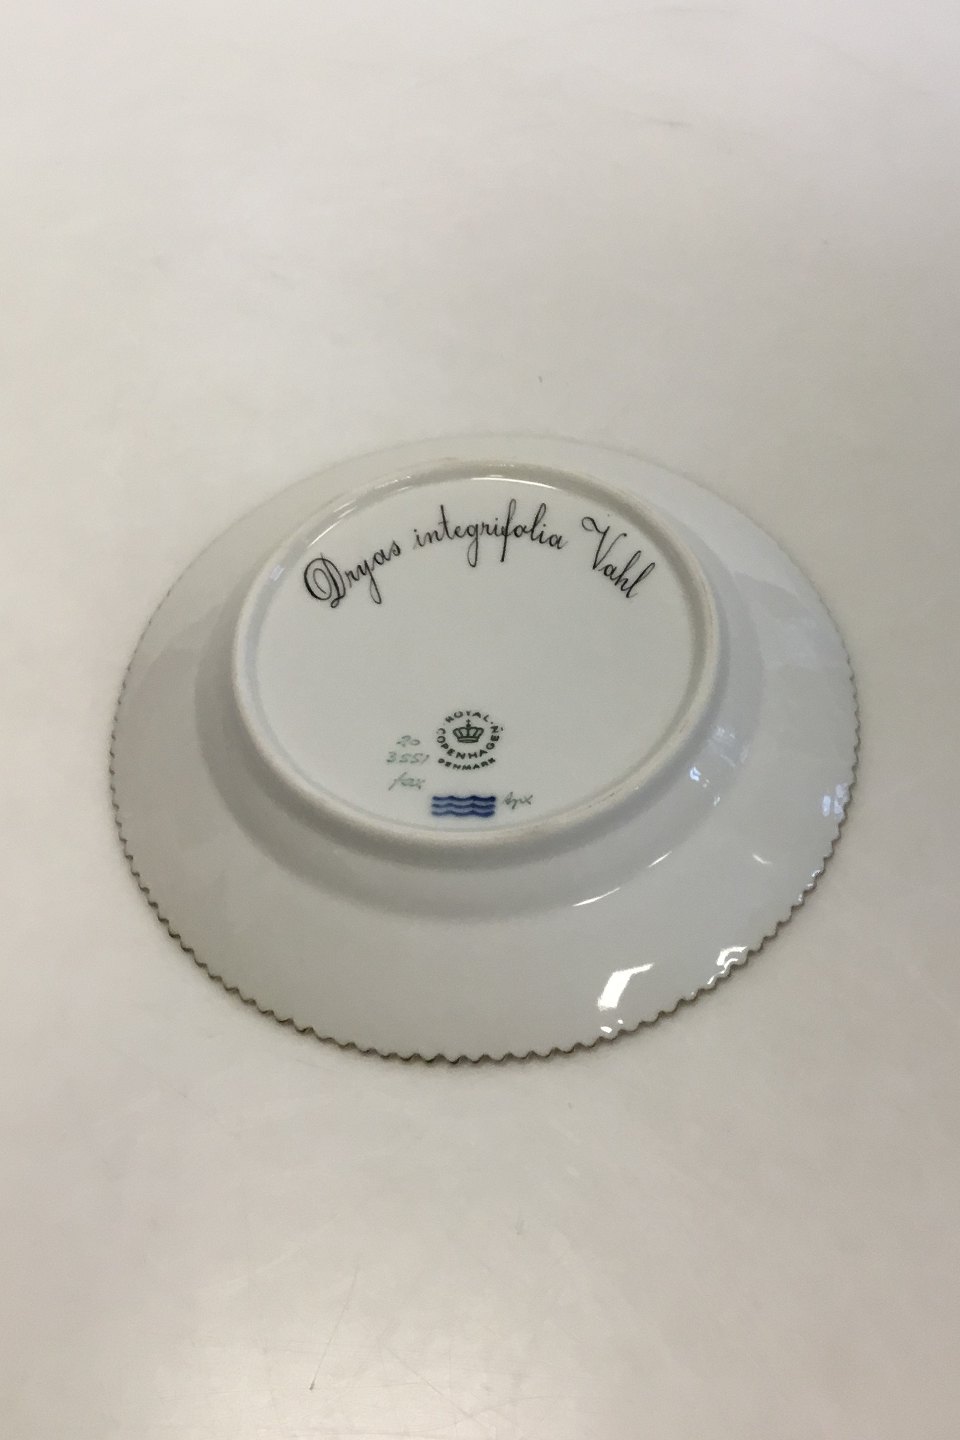 Dryas integrifolia Vahl
ROYAL
COPENHAGEN
DENMARK
20
3551